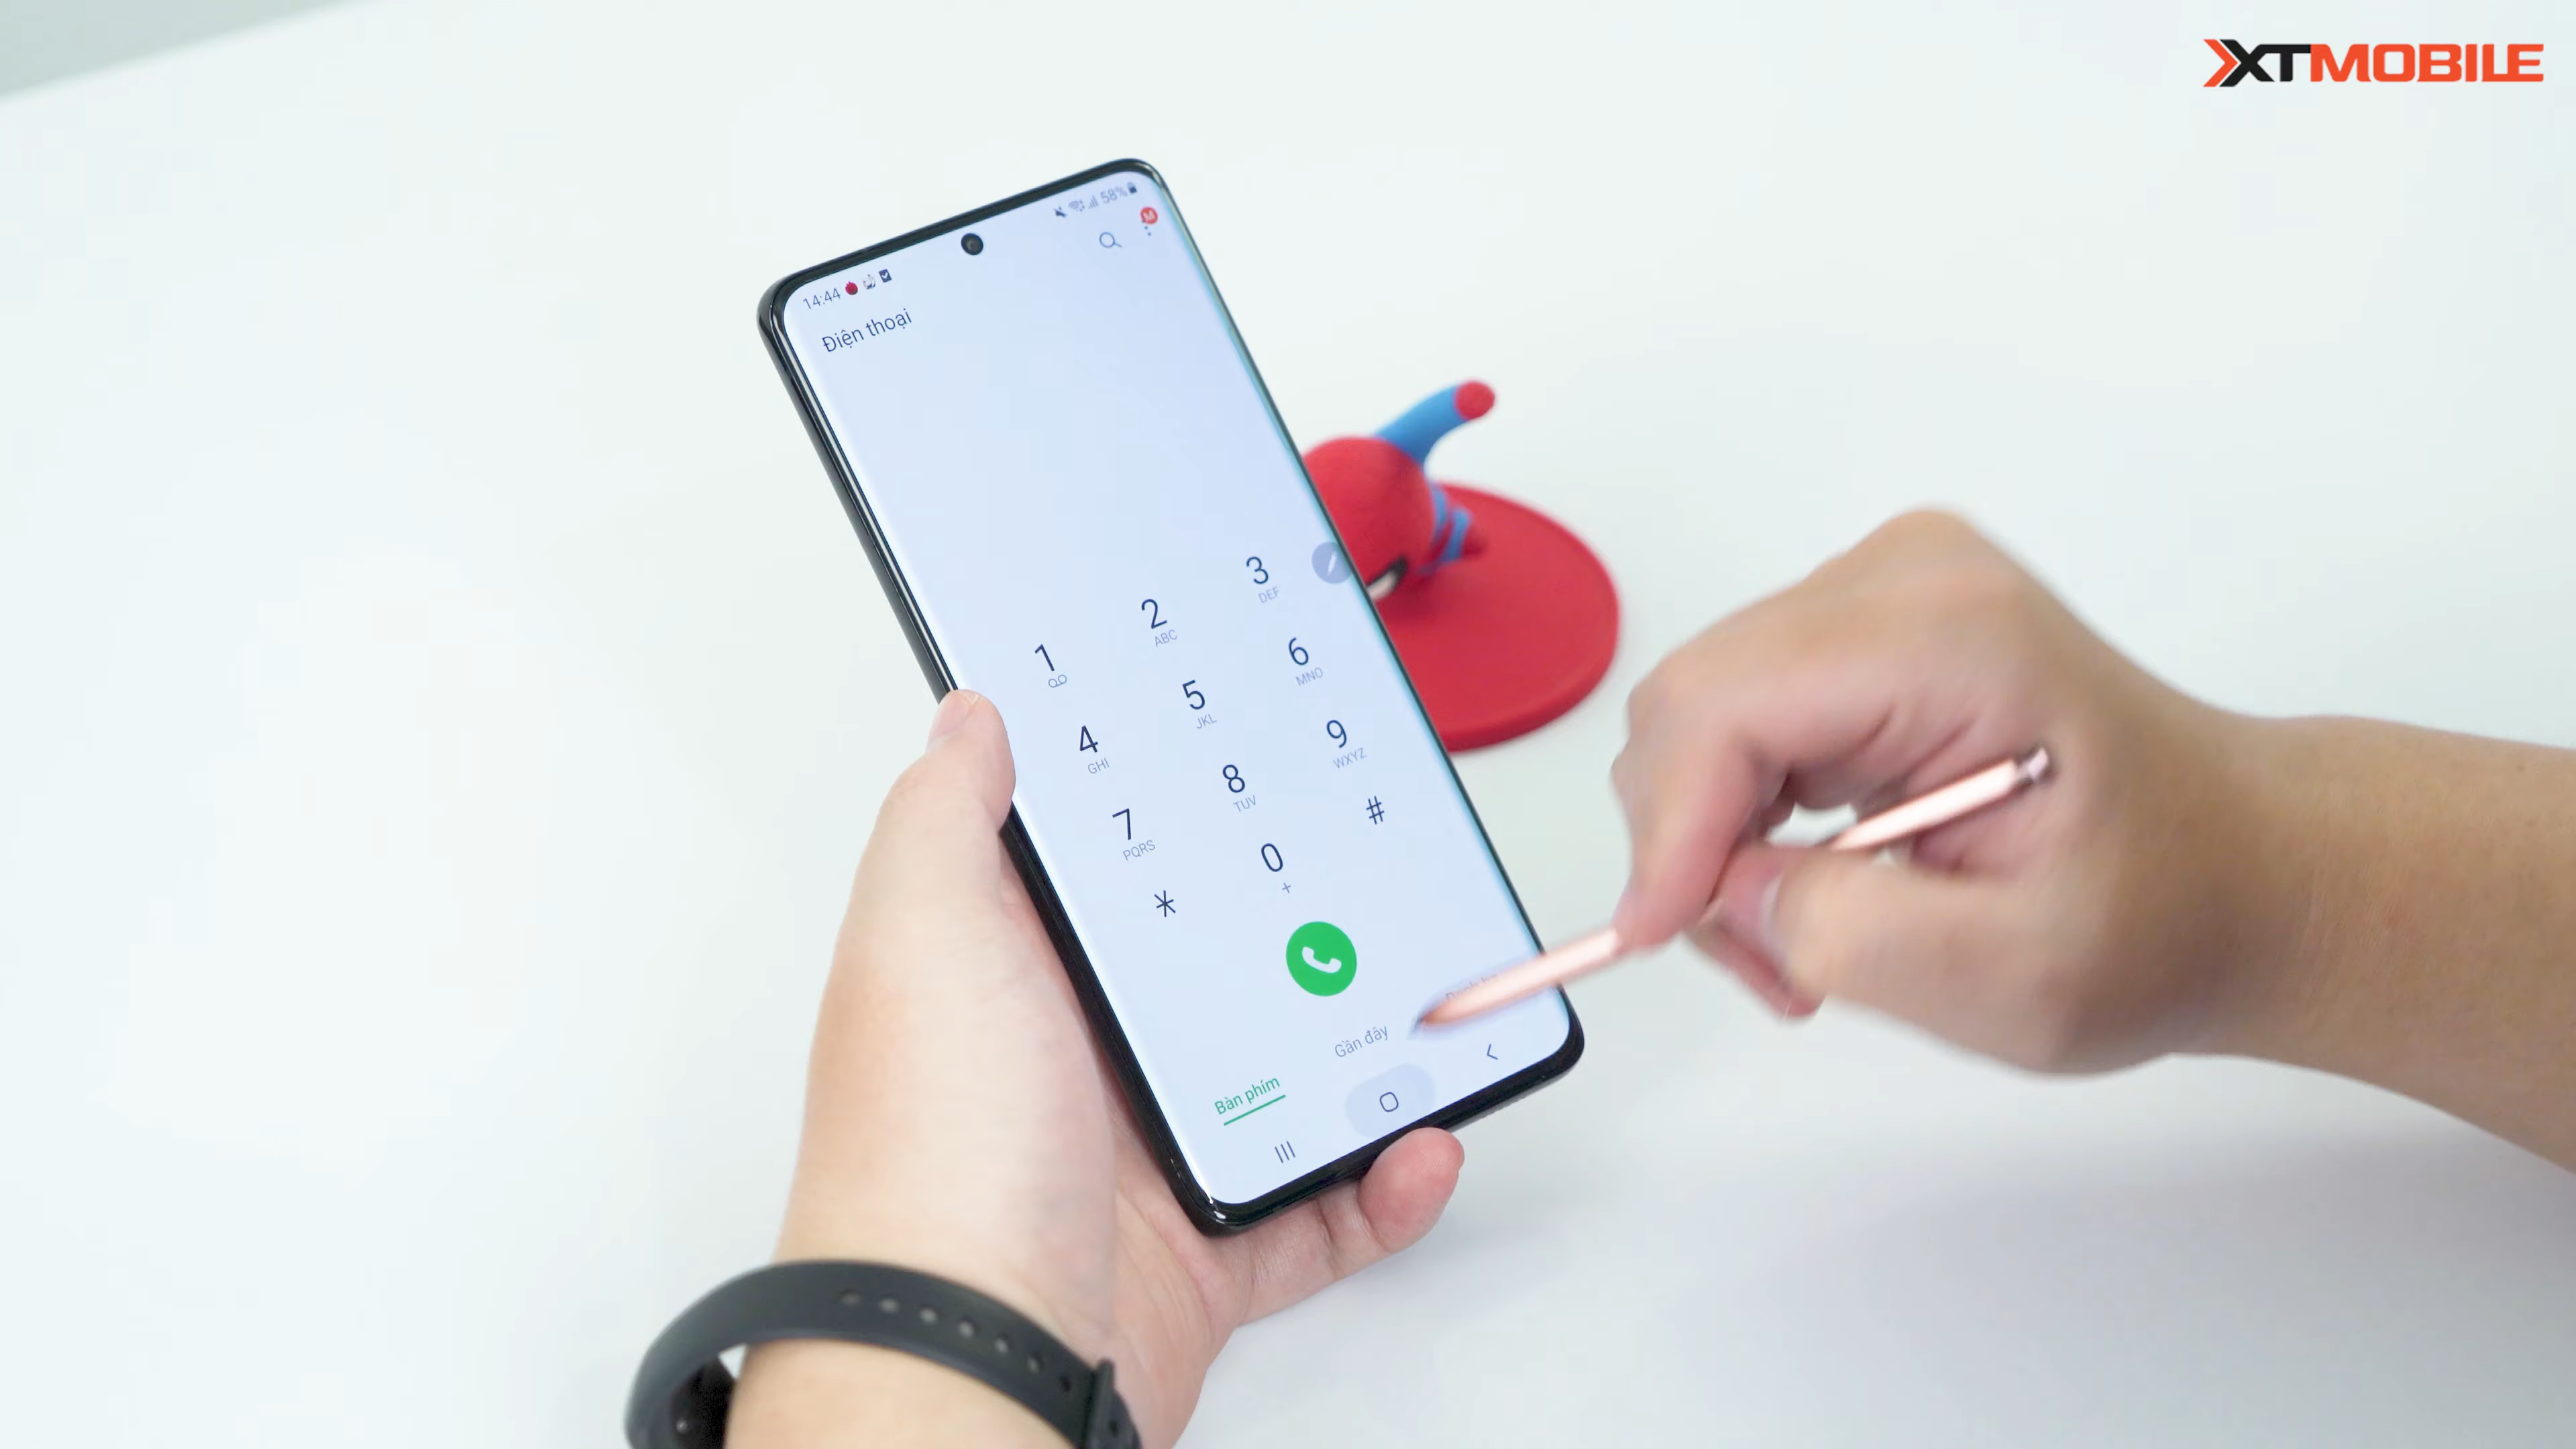 XTMOBILE
58%
M
14:44
Điện thoại
1
2 ABC
3 DEF
4 GHI
5 JKL
6 MNO
7 PQRS
8 TUV
9 WXYZ
*
0 +
#
Bàn phím
Gần đây